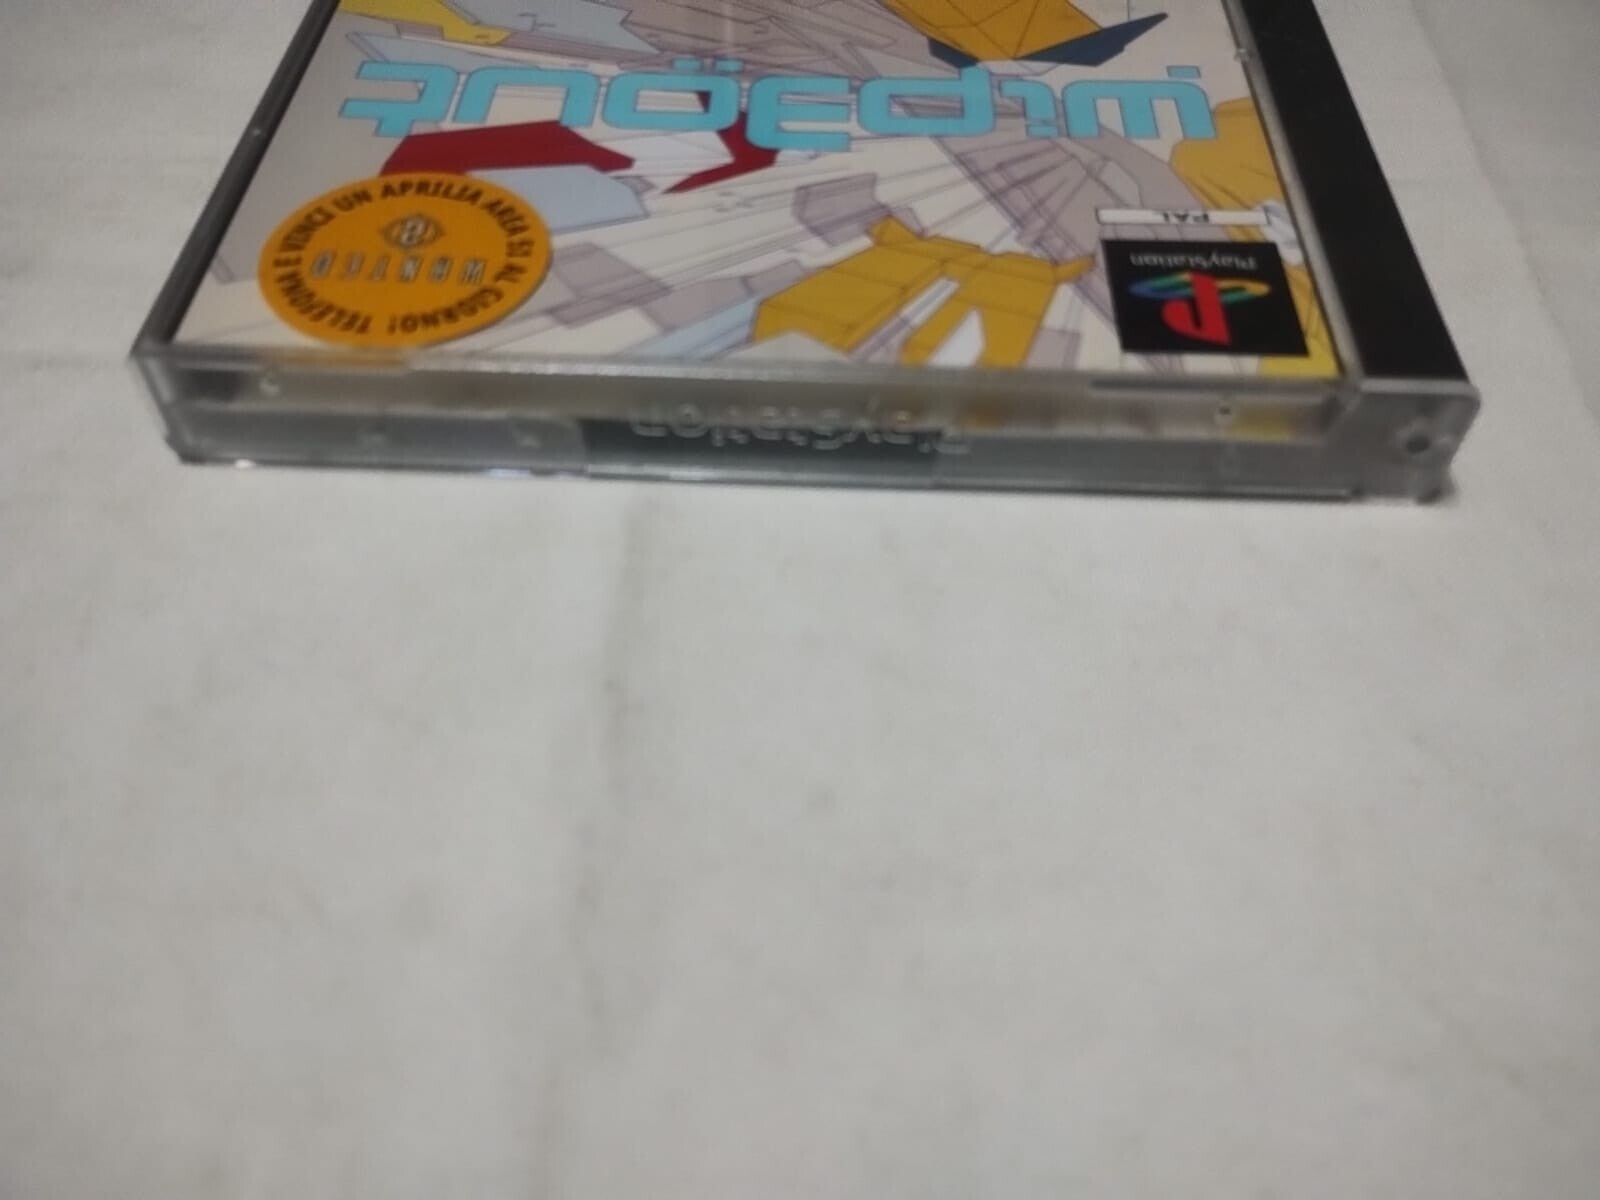 PlayStation
PAL
wip3out
TELEFONA E VINCI UN APRILIA AREA 51 AL GIORNO!
WANTED
PlayStation